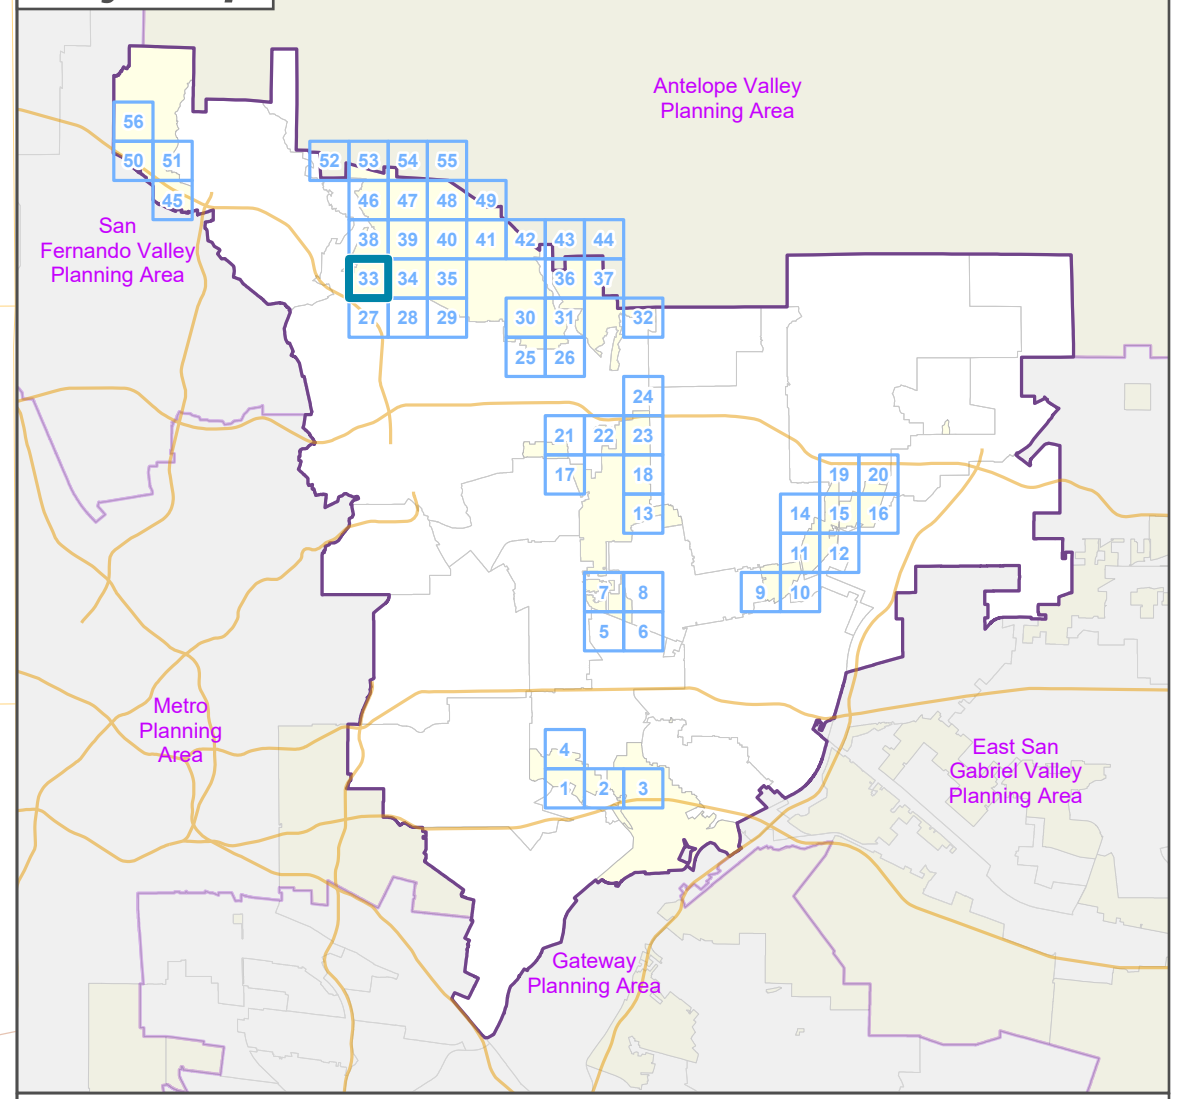 Antelope Valley
Planning Area
56
50 51
52 53 54 55
45
46 47 48 49
San
Fernando Valley
Planning Area
38 39 40 41 42 43 44
33 34 35 36 37
27 28 29 30 31 32
25 26
24
21 22 23
17 18 19 20
13 14 15 16
11 12
7 8 9 10
5 6
Metro
Planning
Area
4
East San
Gabriel Valley
Planning Area
1 2 3
Gateway
Planning Area